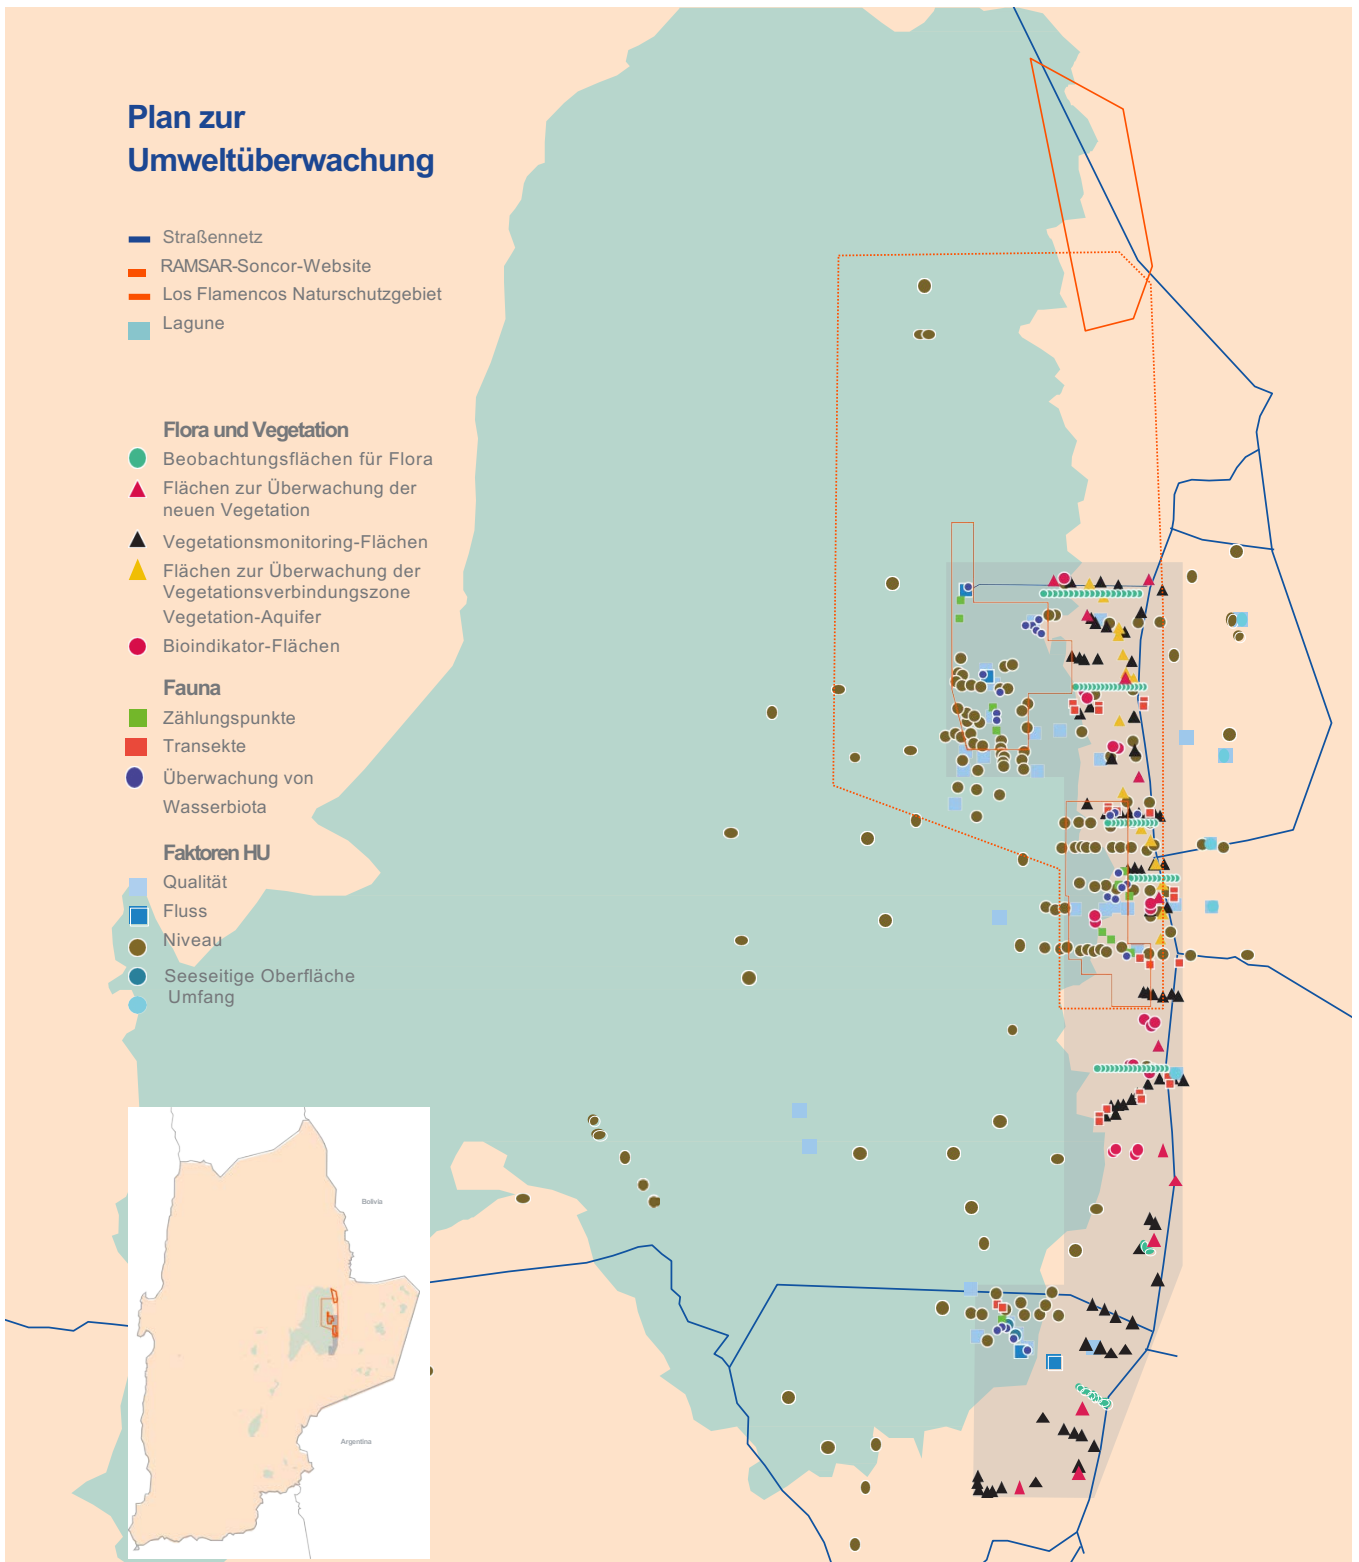 Plan zur
Umweltüberwachung
Straßennetz
RAMSAR-Soncor-Website
Los Flamencos Naturschutzgebiet
Lagune
Flora und Vegetation
Beobachtungsflächen für Flora
Flächen zur Überwachung der
neuen Vegetation
Vegetationsmonitoring-Flächen
Flächen zur Überwachung der
Vegetationsverbindungszone
Vegetation-Aquifer
Bioindikator-Flächen
Fauna
Zählungspunkte
Transekte
Überwachung von
Wasserbiota
Faktoren HU
Qualität
Fluss
Niveau
Seeseitige Oberfläche
Umfang
Bolivia
Argentina